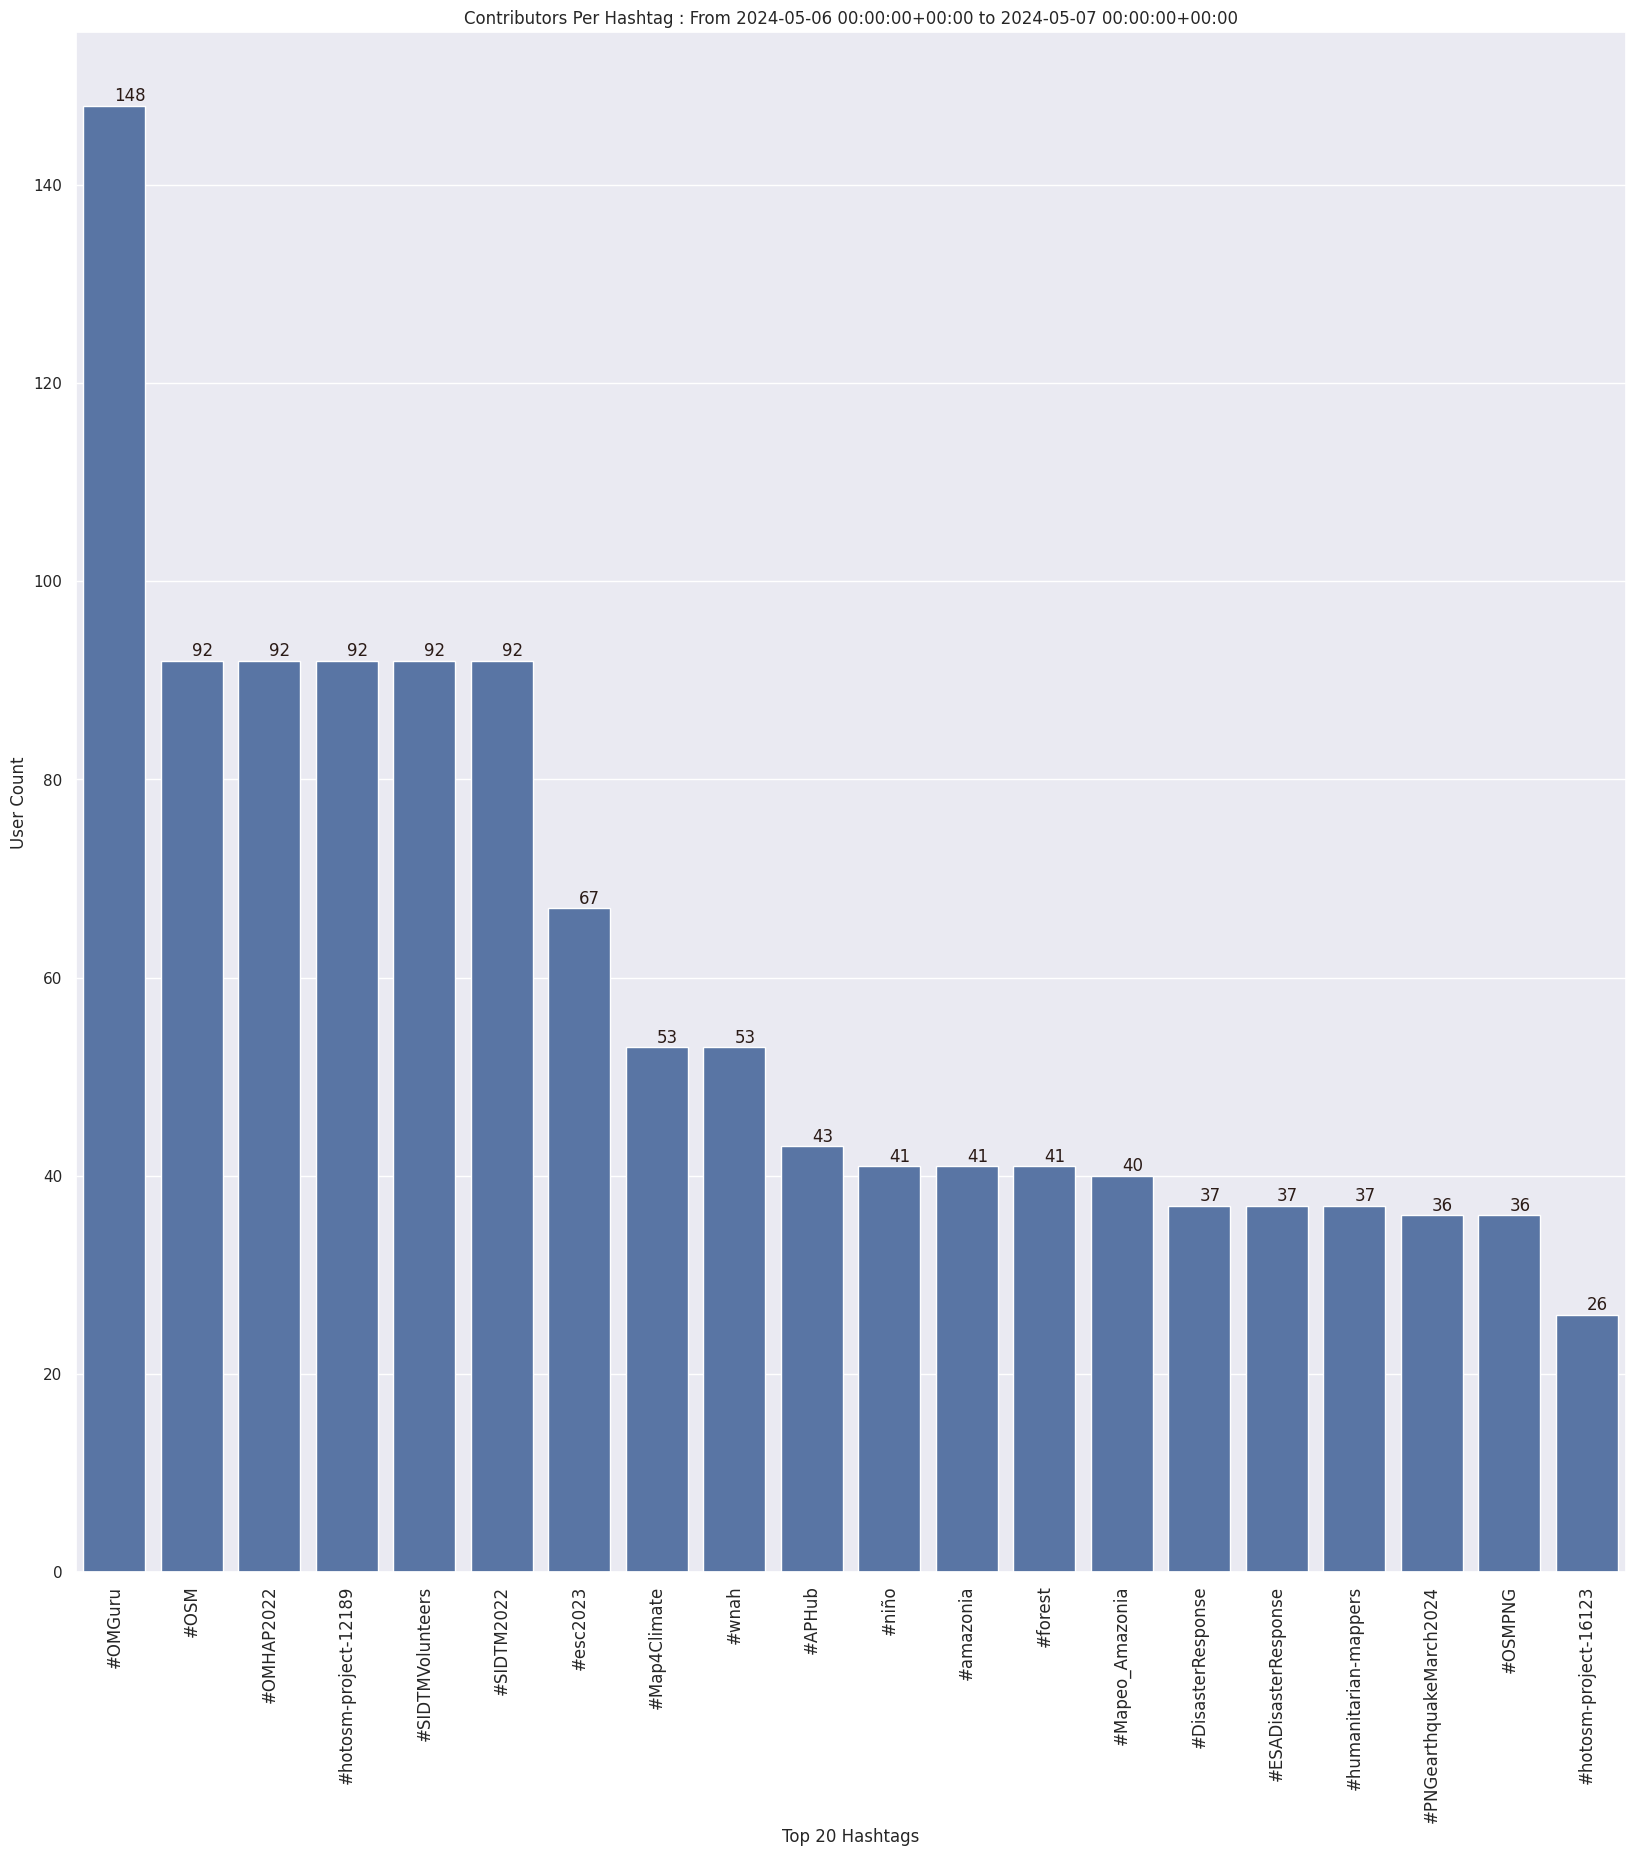 Contributors Per Hashtag : From 2024-05-06 00:00:00+00:00 to 2024-05-07 00:00:00+00:00
User Count
140
120
100
80
60
40
20
0
148
92
92
92
92
92
67
53
53
43
41
41
41
40
37
37
37
36
36
26
#OMGuru
#OSM
#OMHAP2022
#hotosm-project-12189
#SIDTMVolunteers
#SIDTM2022
#esc2023
#Map4Climate
#wnah
#APHub
#niño
#amazonia
#forest
#Mapeo_Amazonia
#DisasterResponse
#ESADisasterResponse
#humanitarian-mappers
#PNGearthquakeMarch2024
#OSMPNG
#hotosm-project-16123
Top 20 Hashtags